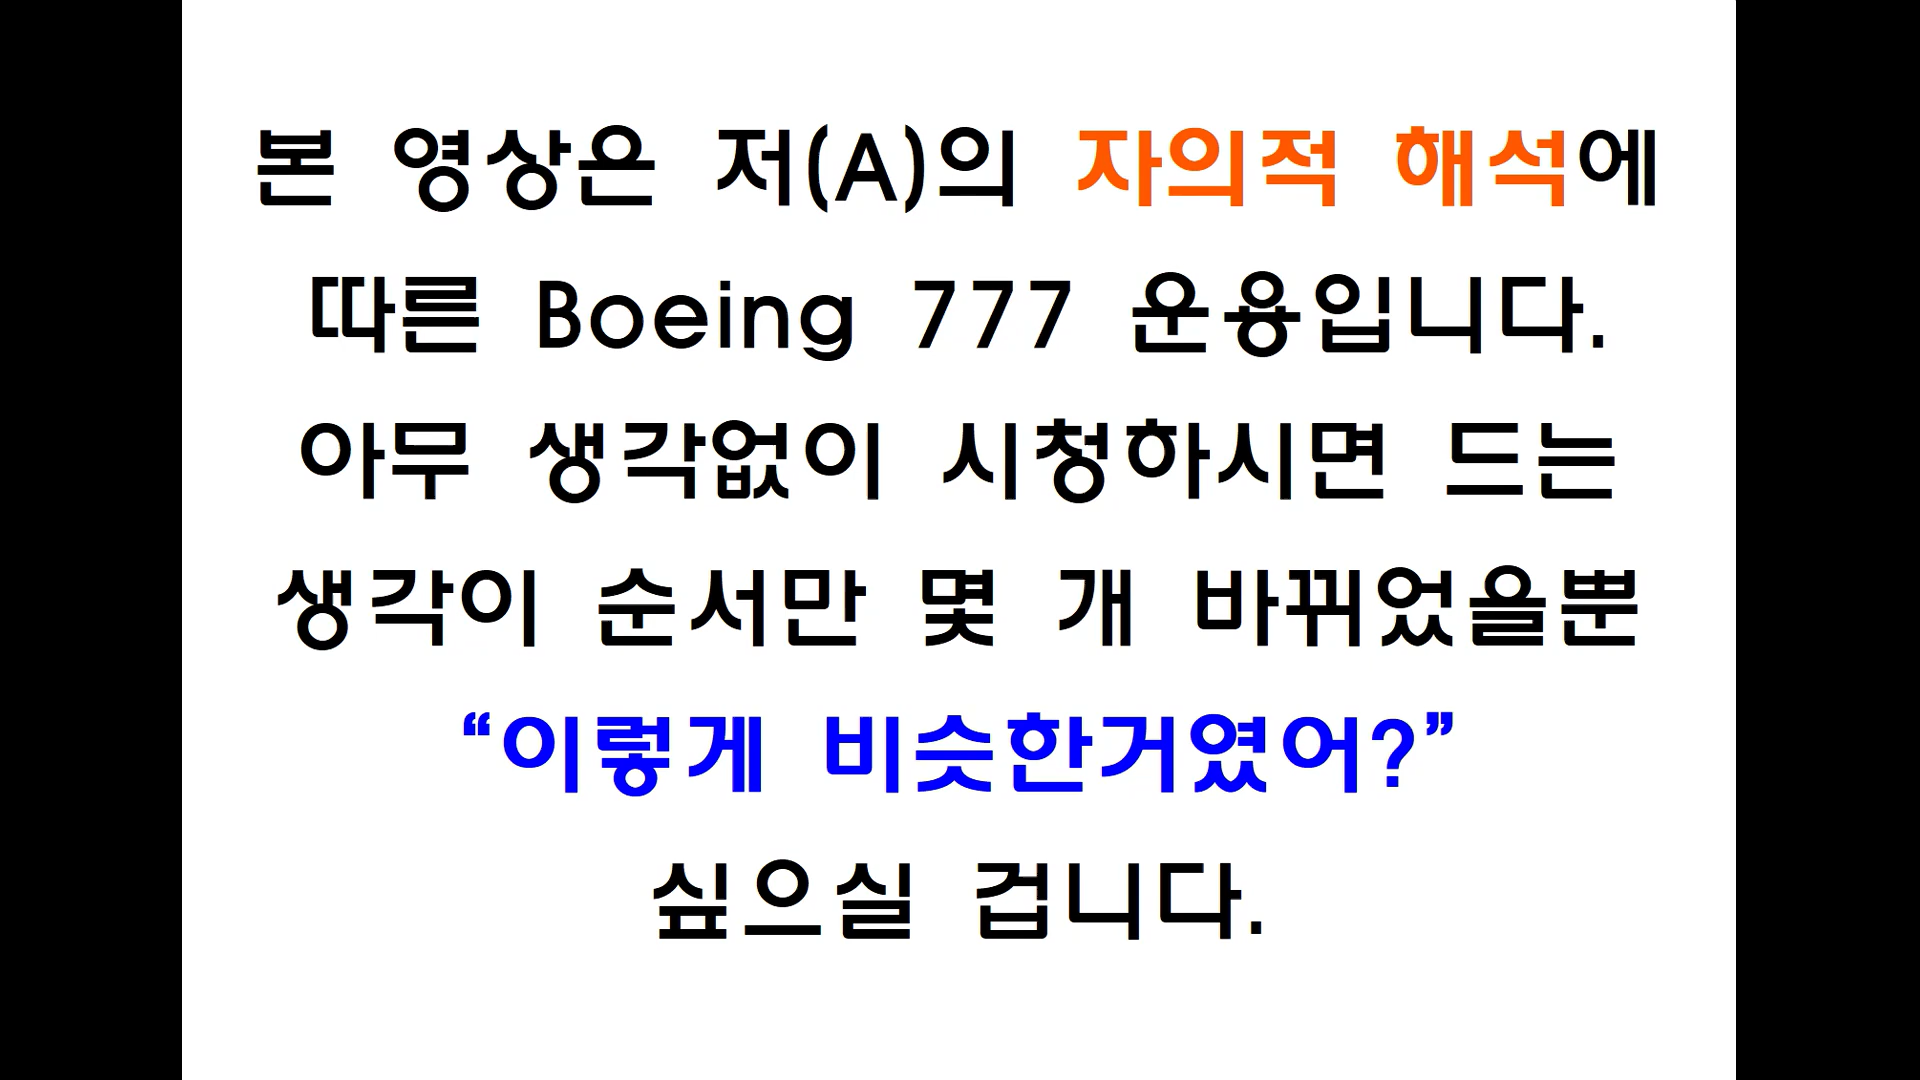 본 영상은 저(A)의 자의적 해석에
따른 Boeing 777 운용입니다.
아무 생각없이 시청하시면 드는
생각이 순서만 몇 개 바뀌었을뿐
“이렇게 비슷한거였어?”
싶으실 겁니다.